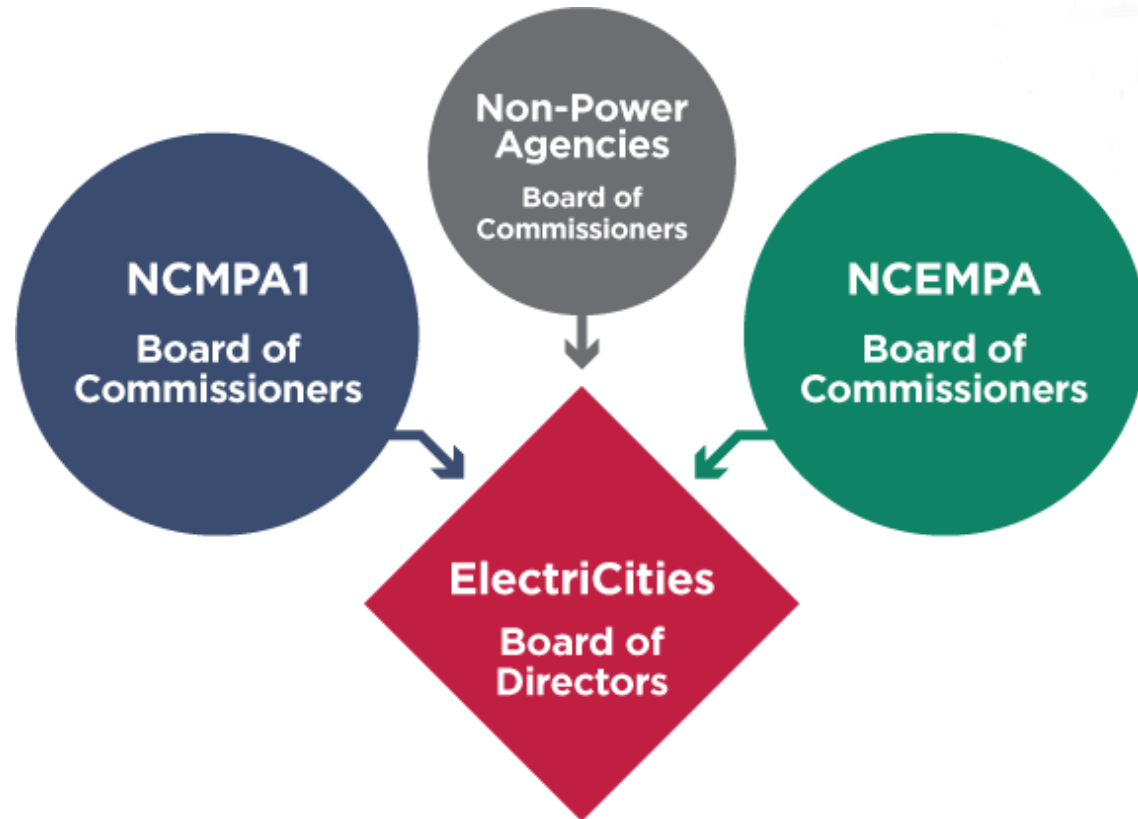 Non-Power
Agencies
Board of
Commissioners
NCMPA1
Board of
Commissioners
NCEMPA
Board of
Commissioners
ElectriCities
Board of
Directors